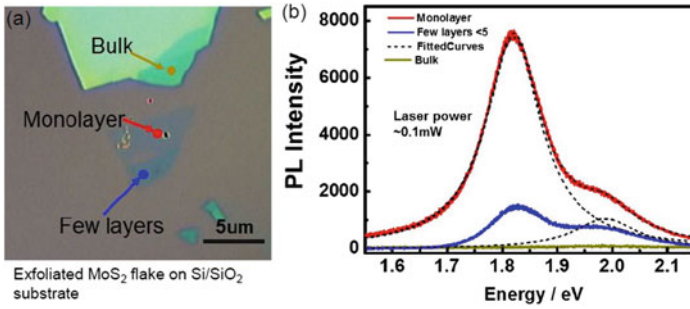 (a)
Bulk
Monolayer
Few layers
5um
Exfoliated MoS₂ flake on Si/SiO₂
substrate
(b)
Monolayer
Few layers <5
FittedCurves
Bulk
Laser power
~0.1mW
PL Intensity
8000
6000
4000
2000
0
1.6 1.7 1.8 1.9 2.0 2.1
Energy / eV